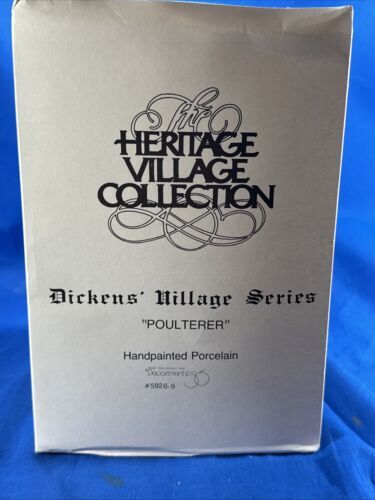 The
HERITAGE
VILLAGE
COLLECTION
Dickens' Village Series
"POULTERER"
Handpainted Porcelain
Department 56
#5926-9